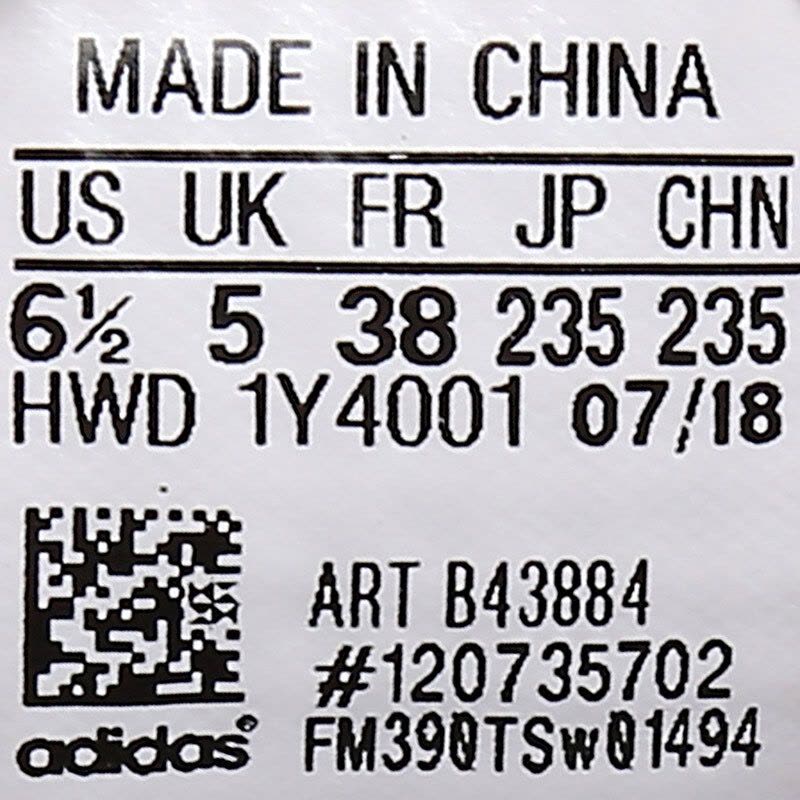 MADE IN CHINA
US UK FR JP CHN
6½ 5 38 235 235
HWD 1Y4001 07/18
ART B43884
#120735702
adidas® FM390TSw01494